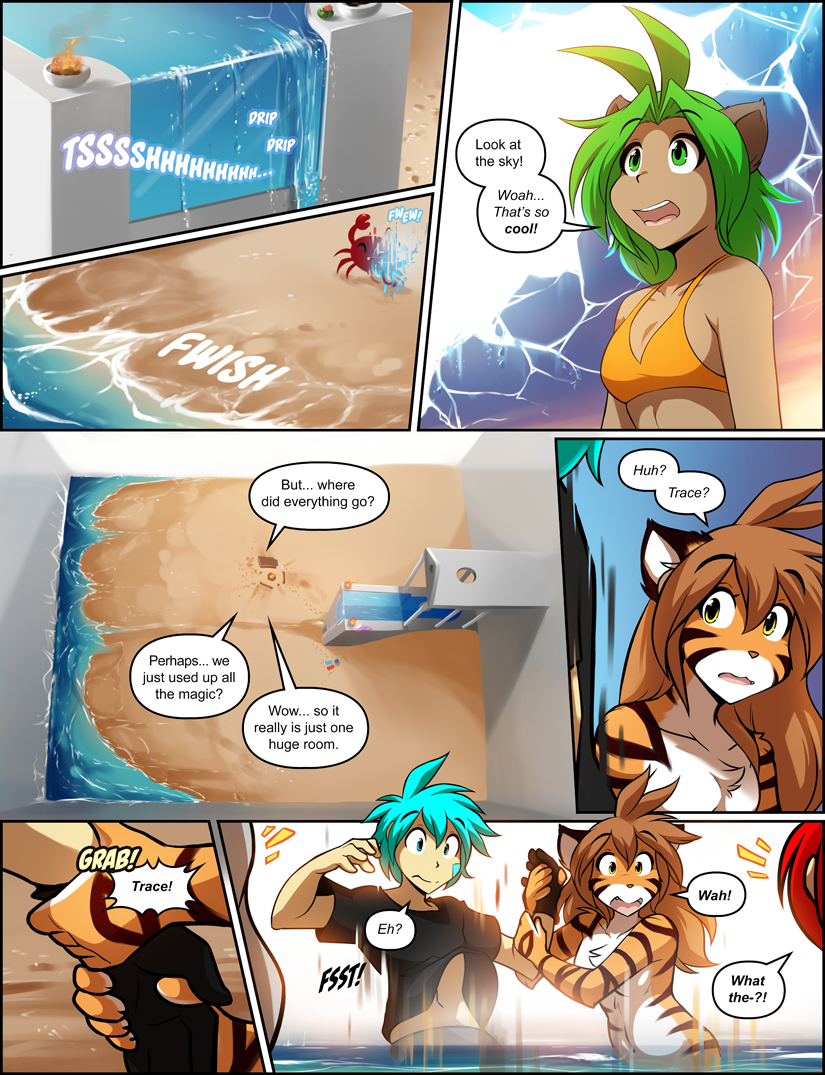 TSSSSHHHHHHHHH...
DRIP
DRIP
FWEW!
FWISH
Look at
the sky!
Woah...
That's so
cool!
But... where
did everything go?
Perhaps... we
just used up all
the magic?
Wow... so it
really is just one
huge room.
Huh?
Trace?
GRAB!
Trace!
Eh?
FSST!
Wah!
What
the-?!